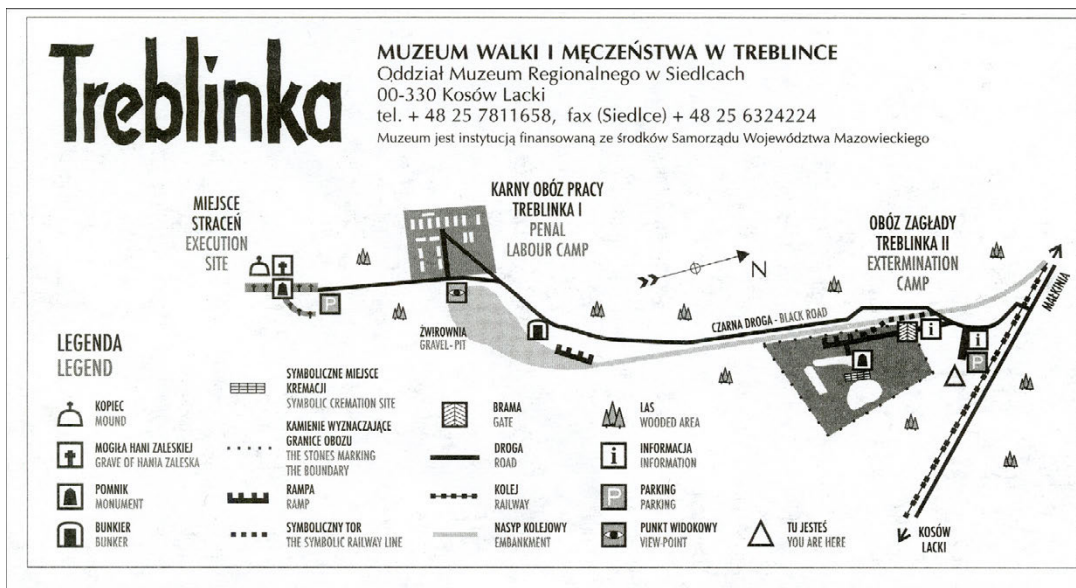 Treblinka
MUZEUM WALKI I MĘCZEŃSTWA W TREBLINCE
Oddział Muzeum Regionalnego w Siedlcach
00-330 Kosów Lacki
tel. + 48 25 7811658, fax (Siedlce) + 48 25 6324224
Muzeum jest instytucją finansowaną ze środków Samorządu Województwa Mazowieckiego
MIEJSCE
STRACEŃ
EXECUTION
SITE
KARNY OBÓZ PRACY
TREBLINKA I
PENAL
LABOUR CAMP
OBÓZ ZAGŁADY
TREBLINKA II
EXTERMINATION
CAMP
N
MAŁKINIA
P
ŻWIROWNIA
GRAVEL-PIT
CZARNA DROGA - BLACK ROAD
i
i
P
KOSÓW
LACKI
LEGENDA
LEGEND
KOPIEC
MOUND
MOGIŁA HANI ZALESKIEJ
GRAVE OF HANIA ZALESKA
POMNIK
MONUMENT
BUNKIER
BUNKER
SYMBOLICZNE MIEJSCE
KREMACJI
SYMBOLIC CREMATION SITE
KAMIENIE WYZNACZAJĄCE
GRANICE OBOZU
THE STONES MARKING
THE BOUNDARY
RAMPA
RAMP
SYMBOLICZNY TOR
THE SYMBOLIC RAILWAY LINE
BRAMA
GATE
DROGA
ROAD
KOLEJ
RAILWAY
NASYP KOLEJOWY
EMBANKMENT
LAS
WOODED AREA
i
INFORMACJA
INFORMATION
P
PARKING
PARKING
PUNKT WIDOKOWY
VIEW-POINT
TU JESTEŚ
YOU ARE HERE